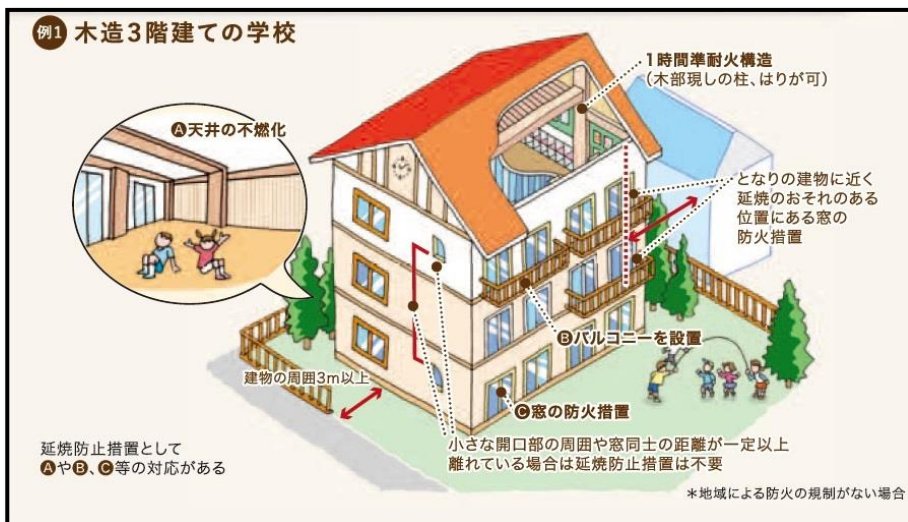 例1 木造3階建ての学校
1時間準耐火構造
（木部現しの柱、はりが可）
Ⓐ天井の不燃化
となりの建物に近く
延焼のおそれのある
位置にある窓の
防火措置
Ⓑバルコニーを設置
建物の周囲3m以上
Ⓒ窓の防火措置
小さな開口部の周囲や窓同士の距離が一定以上
離れている場合は延焼防止措置は不要
延焼防止措置として
ⒶやⒷ、Ⓒ等の対応がある
＊地域による防火の規制がない場合